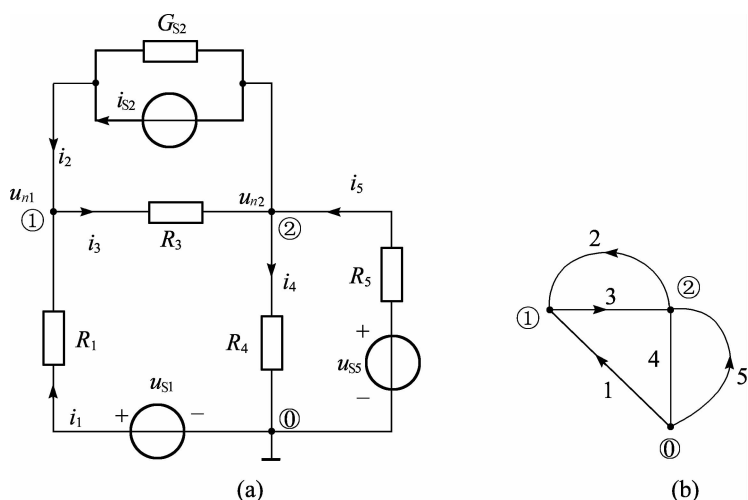 G_S2
i_S2
i_2
u_n1
①
i_3
R_3
u_n2
②
i_5
i_4
R_5
R_1
R_4
+
u_S5
−
u_S1
i_1
+
−
⓪
(a)
2
②
3
①
4
5
1
⓪
(b)